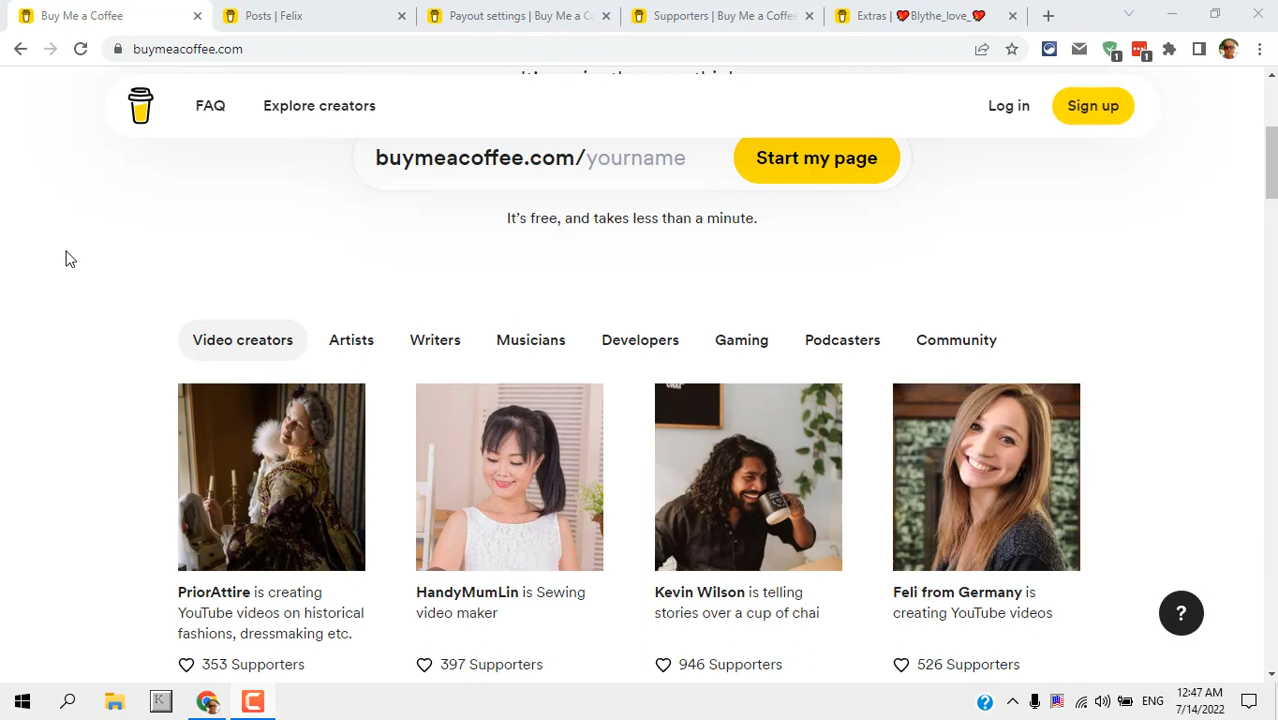 Buy Me a Coffee
Posts | Felix
Payout settings | Buy Me a Co
Supporters | Buy Me a Coffee
Extras | ❤️Blythe_love_❤️
buymeacoffee.com
1
1
FAQ
Explore creators
Log in
Sign up
buymeacoffee.com/yourname
Start my page
It's free, and takes less than a minute.
Video creators
Artists
Writers
Musicians
Developers
Gaming
Podcasters
Community
PriorAttire is creating
YouTube videos on historical
fashions, dressmaking etc.
353 Supporters
HandyMumLin is Sewing
video maker
397 Supporters
Kevin Wilson is telling
stories over a cup of chai
946 Supporters
Feli from Germany is
creating YouTube videos
526 Supporters
?
K
?
ENG
12:47 AM
7/14/2022